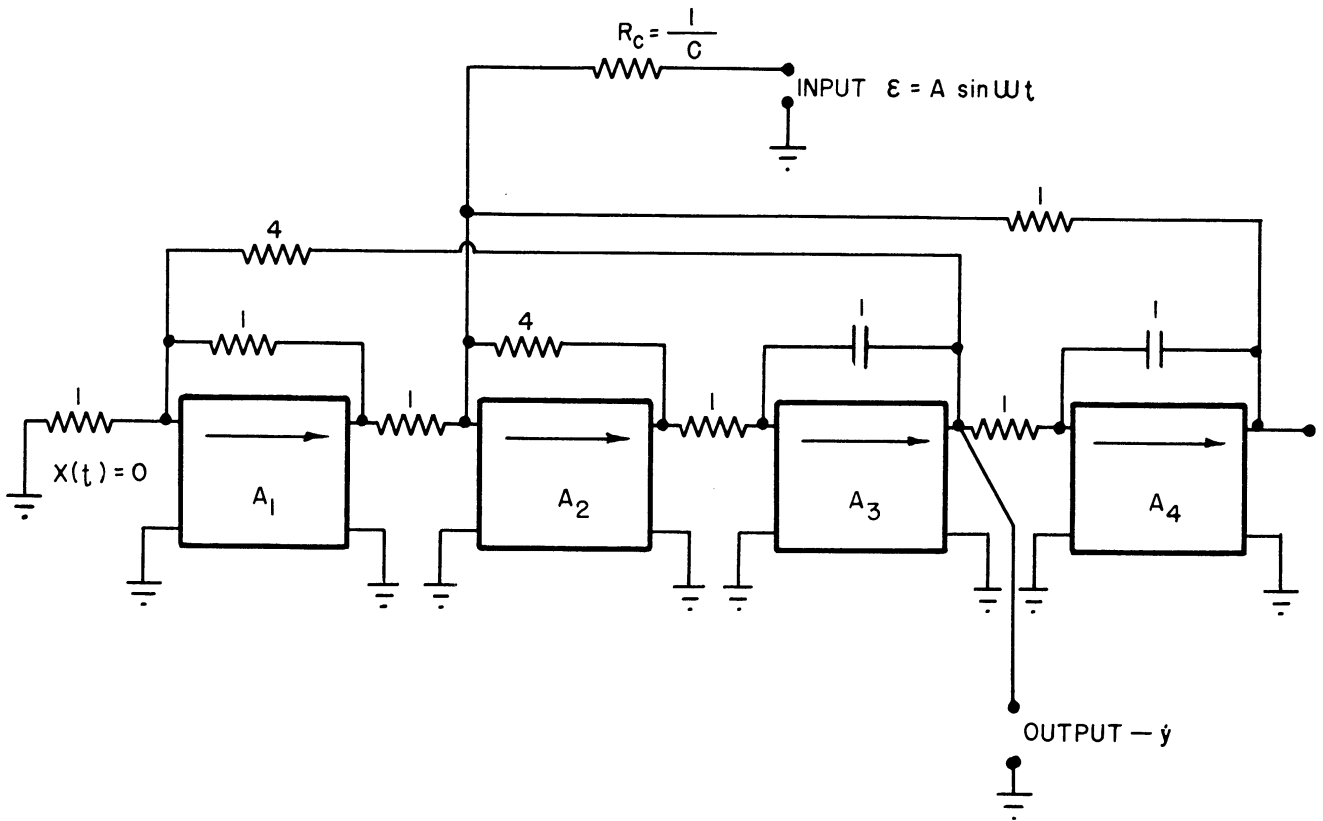 R_C = 1/C
INPUT ε = A sin ωt
1
4
1
4
1
1
1
1
1
1
X(t) = 0
A₁
A₂
A₃
A₄
OUTPUT – ẏ